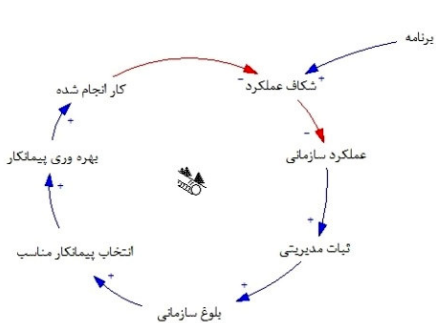 برنامه
شکاف عملکرد
کار انجام شده
عملکرد سازمانی
بهره وری پیمانکار
ثبات مدیریتی
انتخاب پیمانکار مناسب
بلوغ سازمانی